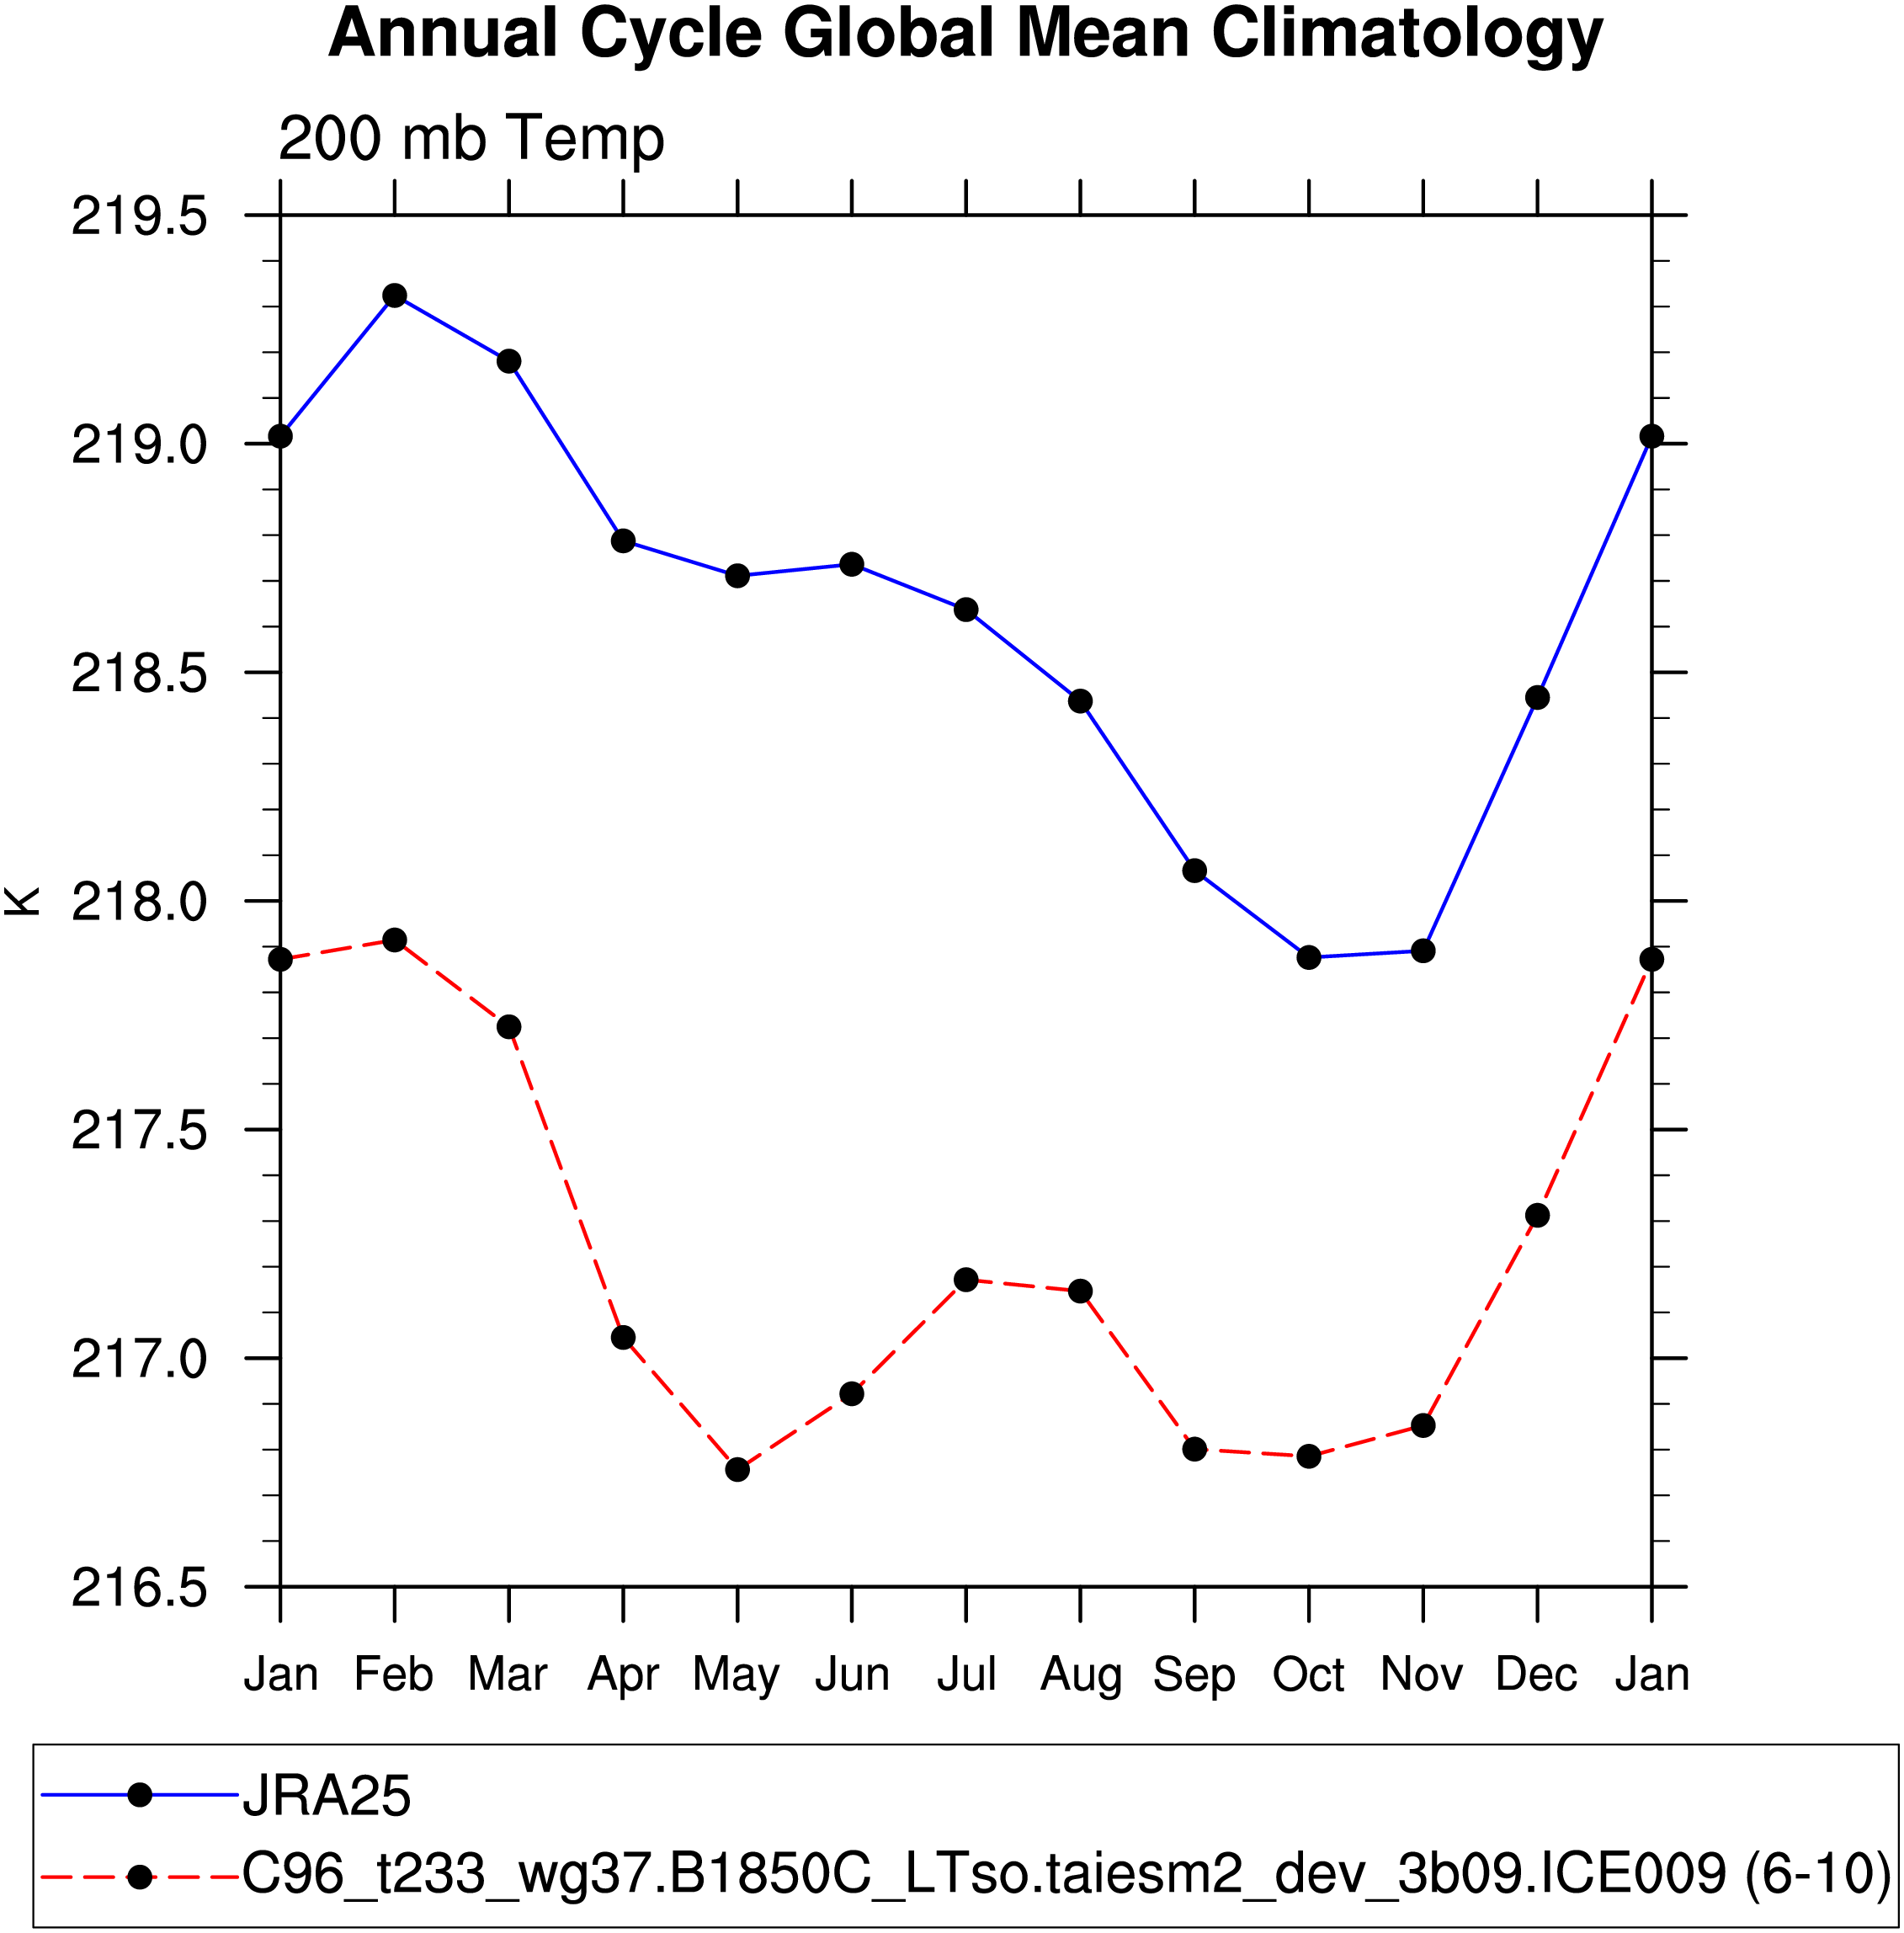 Annual Cycle Global Mean Climatology
200 mb Temp
219.5
219.0
218.5
218.0
217.5
217.0
216.5
K
Jan Feb Mar Apr May Jun Jul Aug Sep Oct Nov Dec Jan
JRA25
C96_t233_wg37.B1850C_LTso.taiesm2_dev_3b09.ICE009 (6-10)